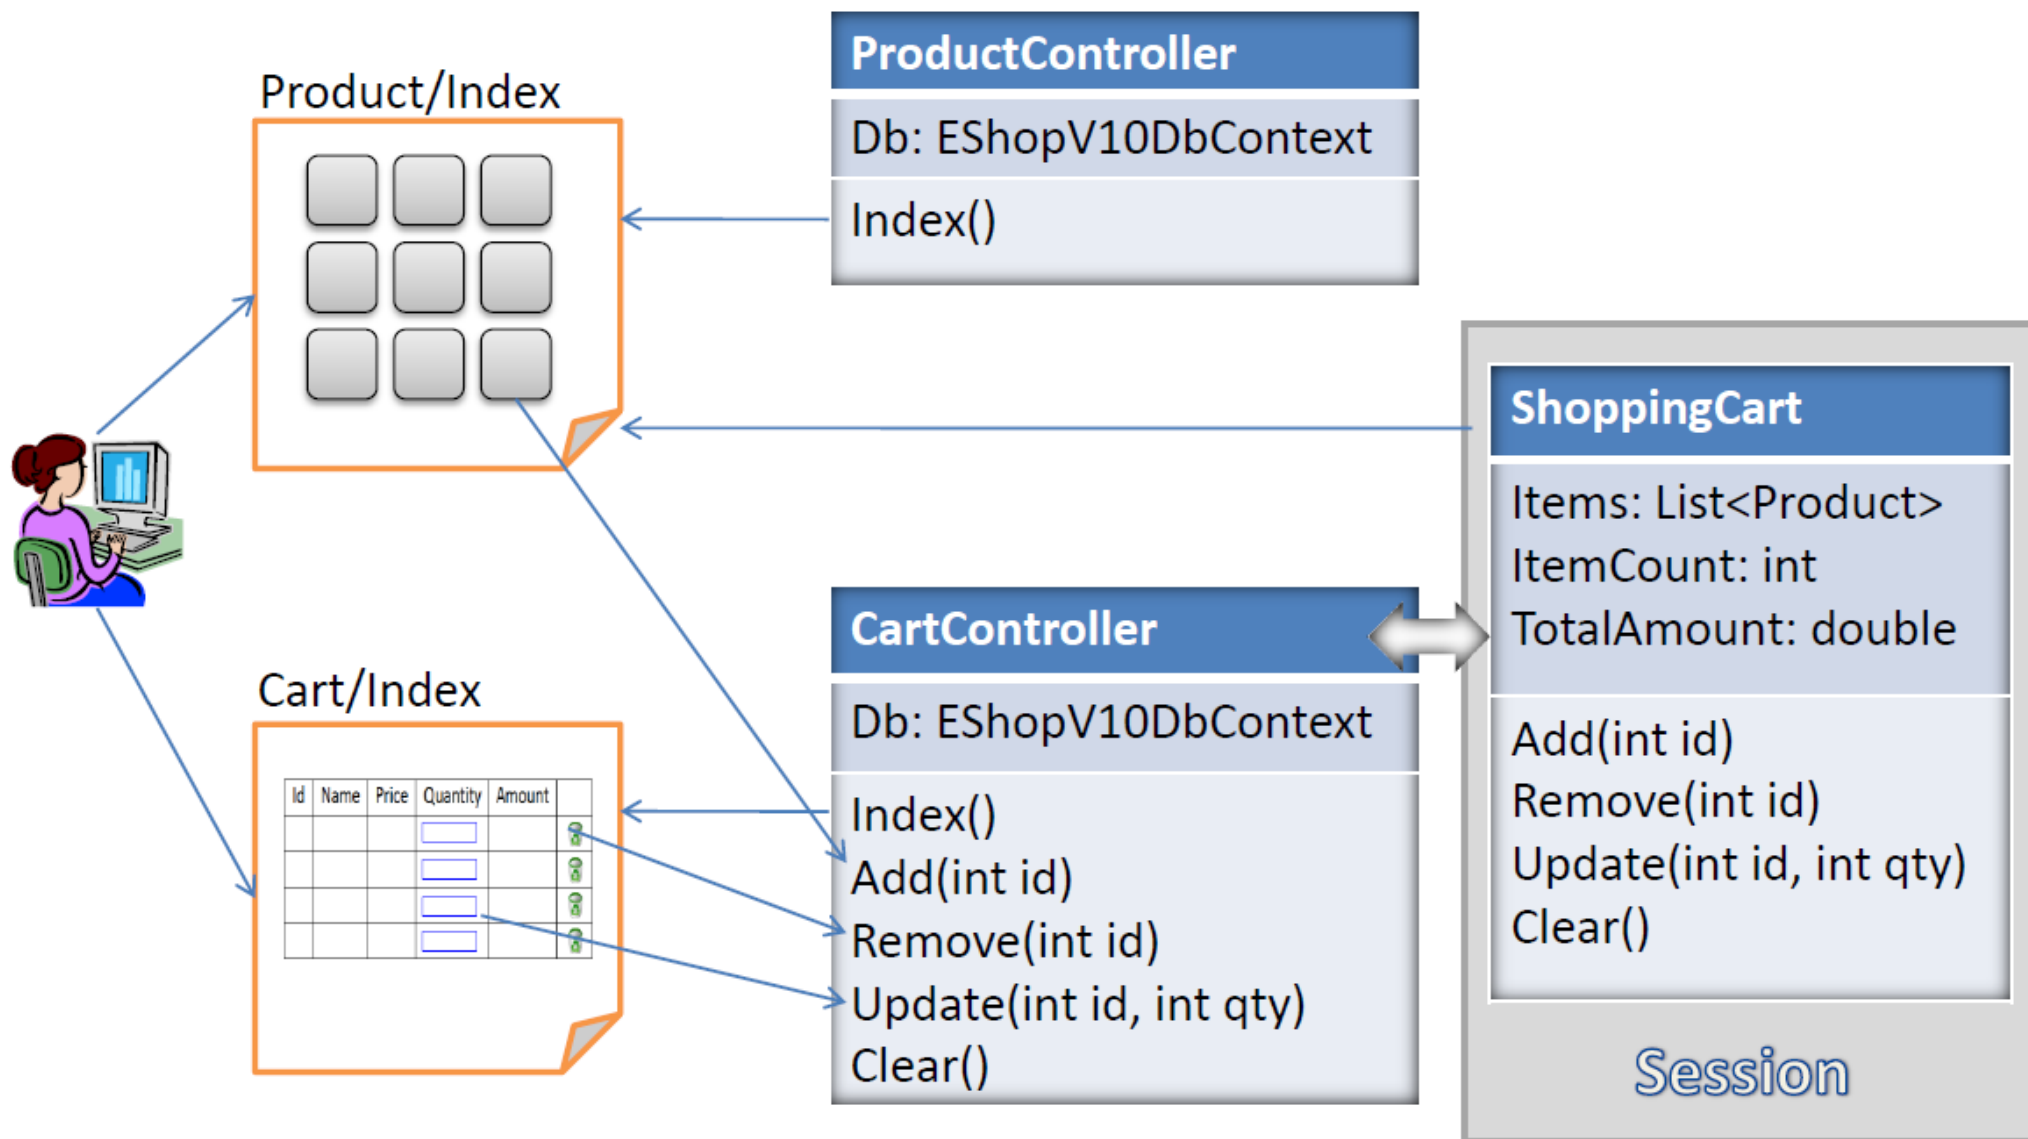 Product/Index
ProductController
Db: EShopV10DbContext
Index()
ShoppingCart
Items: List<Product>
ItemCount: int
TotalAmount: double
Add(int id)
Remove(int id)
Update(int id, int qty)
Clear()
Session
CartController
Db: EShopV10DbContext
Index()
Add(int id)
Remove(int id)
Update(int id, int qty)
Clear()
Cart/Index
Id Name Price Quantity Amount